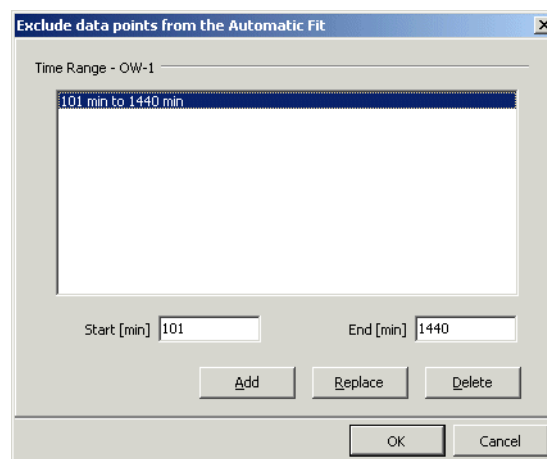 Exclude data points from the Automatic Fit
Time Range - OW-1
101 min to 1440 min
Start [min] 101 End [min] 1440
Add Replace Delete
OK Cancel